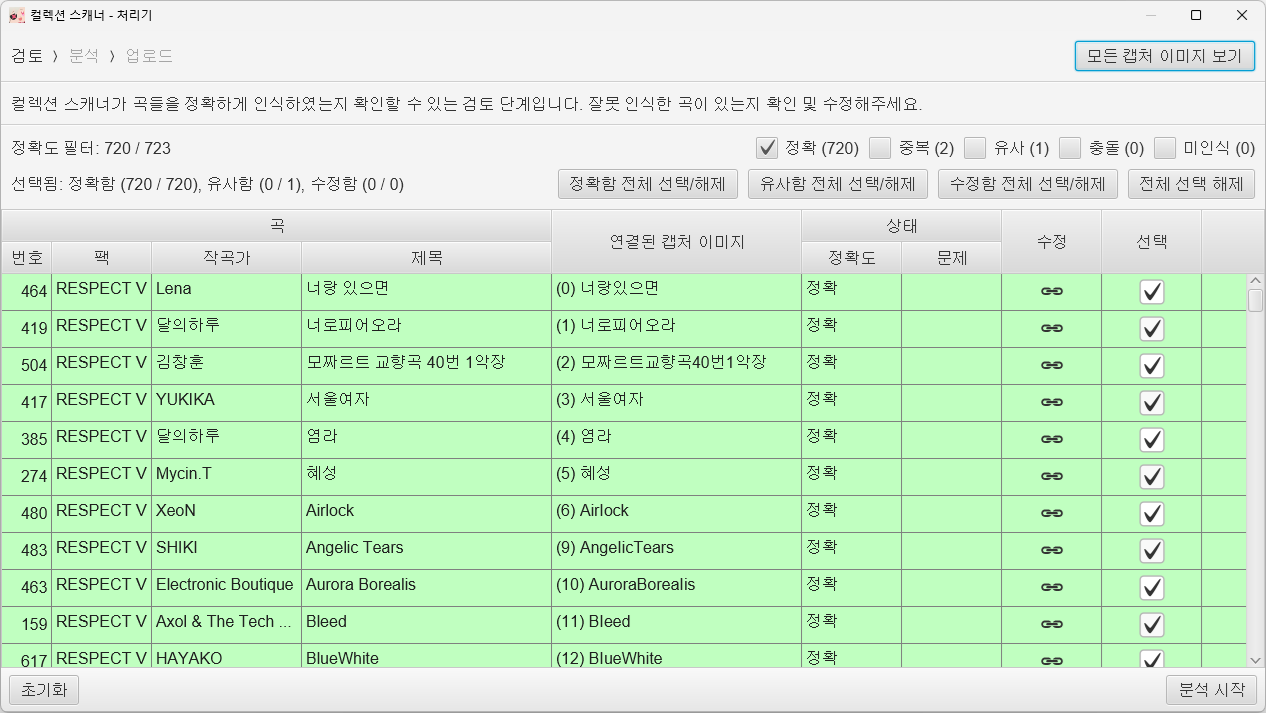 컬렉션 스캐너 - 처리기
검토 > 분석 > 업로드
모든 캡처 이미지 보기
컬렉션 스캐너가 곡들을 정확하게 인식하였는지 확인할 수 있는 검토 단계입니다. 잘못 인식한 곡이 있는지 확인 및 수정해주세요.
정확도 필터: 720 / 723
정확 (720) 중복 (2) 유사 (1) 충돌 (0) 미인식 (0)
선택됨: 정확함 (720 / 720), 유사함 (0 / 1), 수정함 (0 / 0)
정확함 전체 선택/해제 유사함 전체 선택/해제 수정함 전체 선택/해제 전체 선택 해제
곡 연결된 캡처 이미지 상태 수정 선택
번호 팩 작곡가 제목 정확도 문제
464 RESPECT V Lena 너랑 있으면 (0) 너랑있으면 정확
419 RESPECT V 달의하루 너로피어오라 (1) 너로피어오라 정확
504 RESPECT V 김창훈 모짜르트 교향곡 40번 1악장 (2) 모짜르트교향곡40번1악장 정확
417 RESPECT V YUKIKA 서울여자 (3) 서울여자 정확
385 RESPECT V 달의하루 염라 (4) 염라 정확
274 RESPECT V Mycin.T 혜성 (5) 혜성 정확
480 RESPECT V XeoN Airlock (6) Airlock 정확
483 RESPECT V SHIKI Angelic Tears (9) AngelicTears 정확
463 RESPECT V Electronic Boutique Aurora Borealis (10) AuroraBorealis 정확
159 RESPECT V Axol & The Tech ... Bleed (11) Bleed 정확
617 RESPECT V HAYAKO BlueWhite (12) BlueWhite 정확
초기화 분석 시작